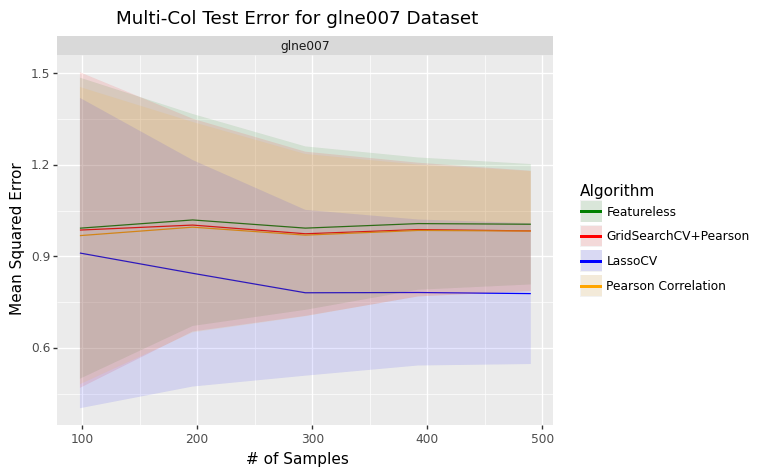 Multi-Col Test Error for glne007 Dataset
glne007
1.5
1.2
0.9
0.6
Mean Squared Error
100 200 300 400 500
# of Samples
Algorithm
Featureless
GridSearchCV+Pearson
LassoCV
Pearson Correlation